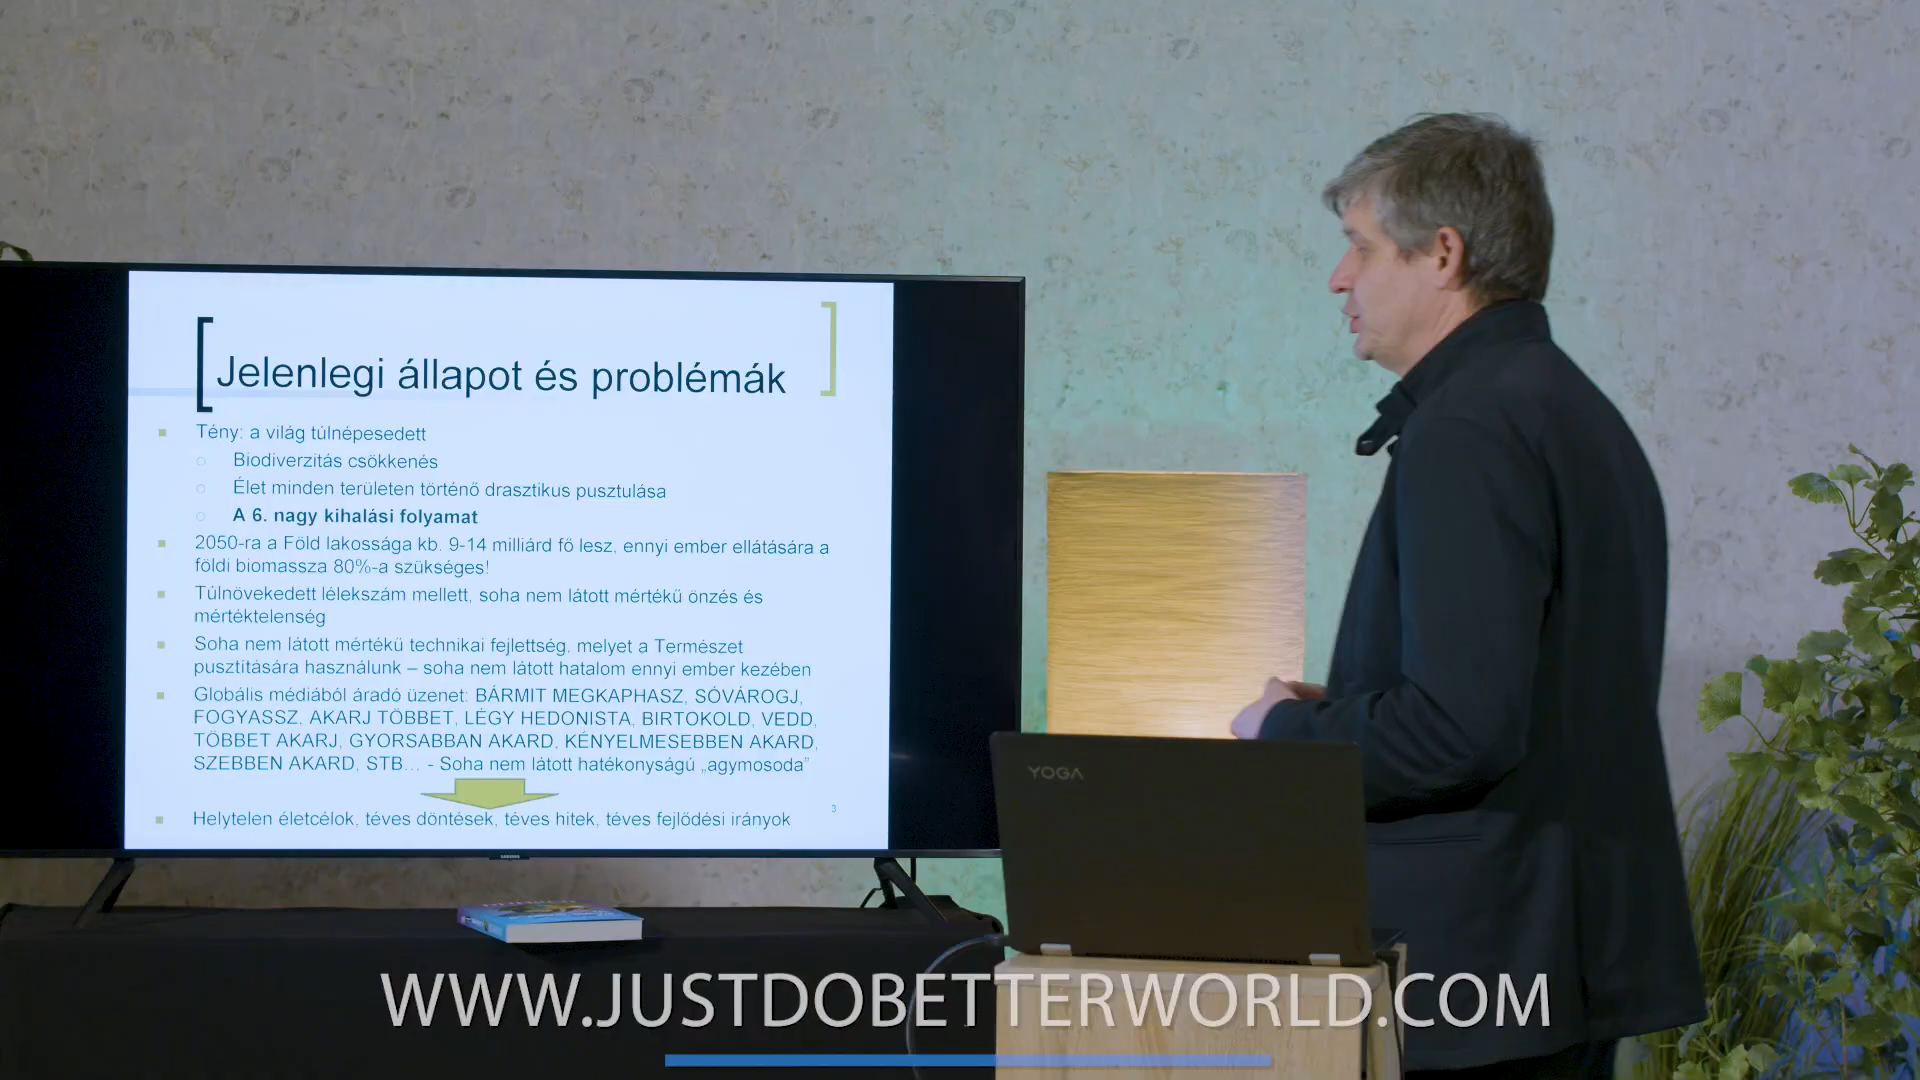 Jelenlegi állapot és problémák
Tény: a világ túlnépesedett
Biodiverzitás csökkenés
Élet minden területen történő drasztikus pusztulása
A 6. nagy kihalási folyamat
2050-ra a Föld lakossága kb. 9-14 milliárd fő lesz, ennyi ember ellátására a
földi biomassza 80%-a szükséges!
Túlnövekedett lélekszám mellett, soha nem látott mértékű önzés és
mértéktelenség
Soha nem látott mértékű technikai fejlettség, melyet a Természet
pusztítására használunk – soha nem látott hatalom ennyi ember kezében
Globális médiából áradó üzenet: BÁRMIT MEGKAPHASZ, SÓVÁROGJ,
FOGYASSZ, AKARJ TÖBBET, LÉGY HEDONISTA, BIRTOKOLD, VEDD,
TÖBBET AKARJ, GYORSABBAN AKARD, KÉNYELMESEBBEN AKARD,
SZEBBEN AKARD, STB... - Soha nem látott hatékonyságú „agymosoda”
Helytelen életcélok, téves döntések, téves hitek, téves fejlődési irányok
3
SAMSUNG
YOGA
WWW.JUSTDOBETTERWORLD.COM